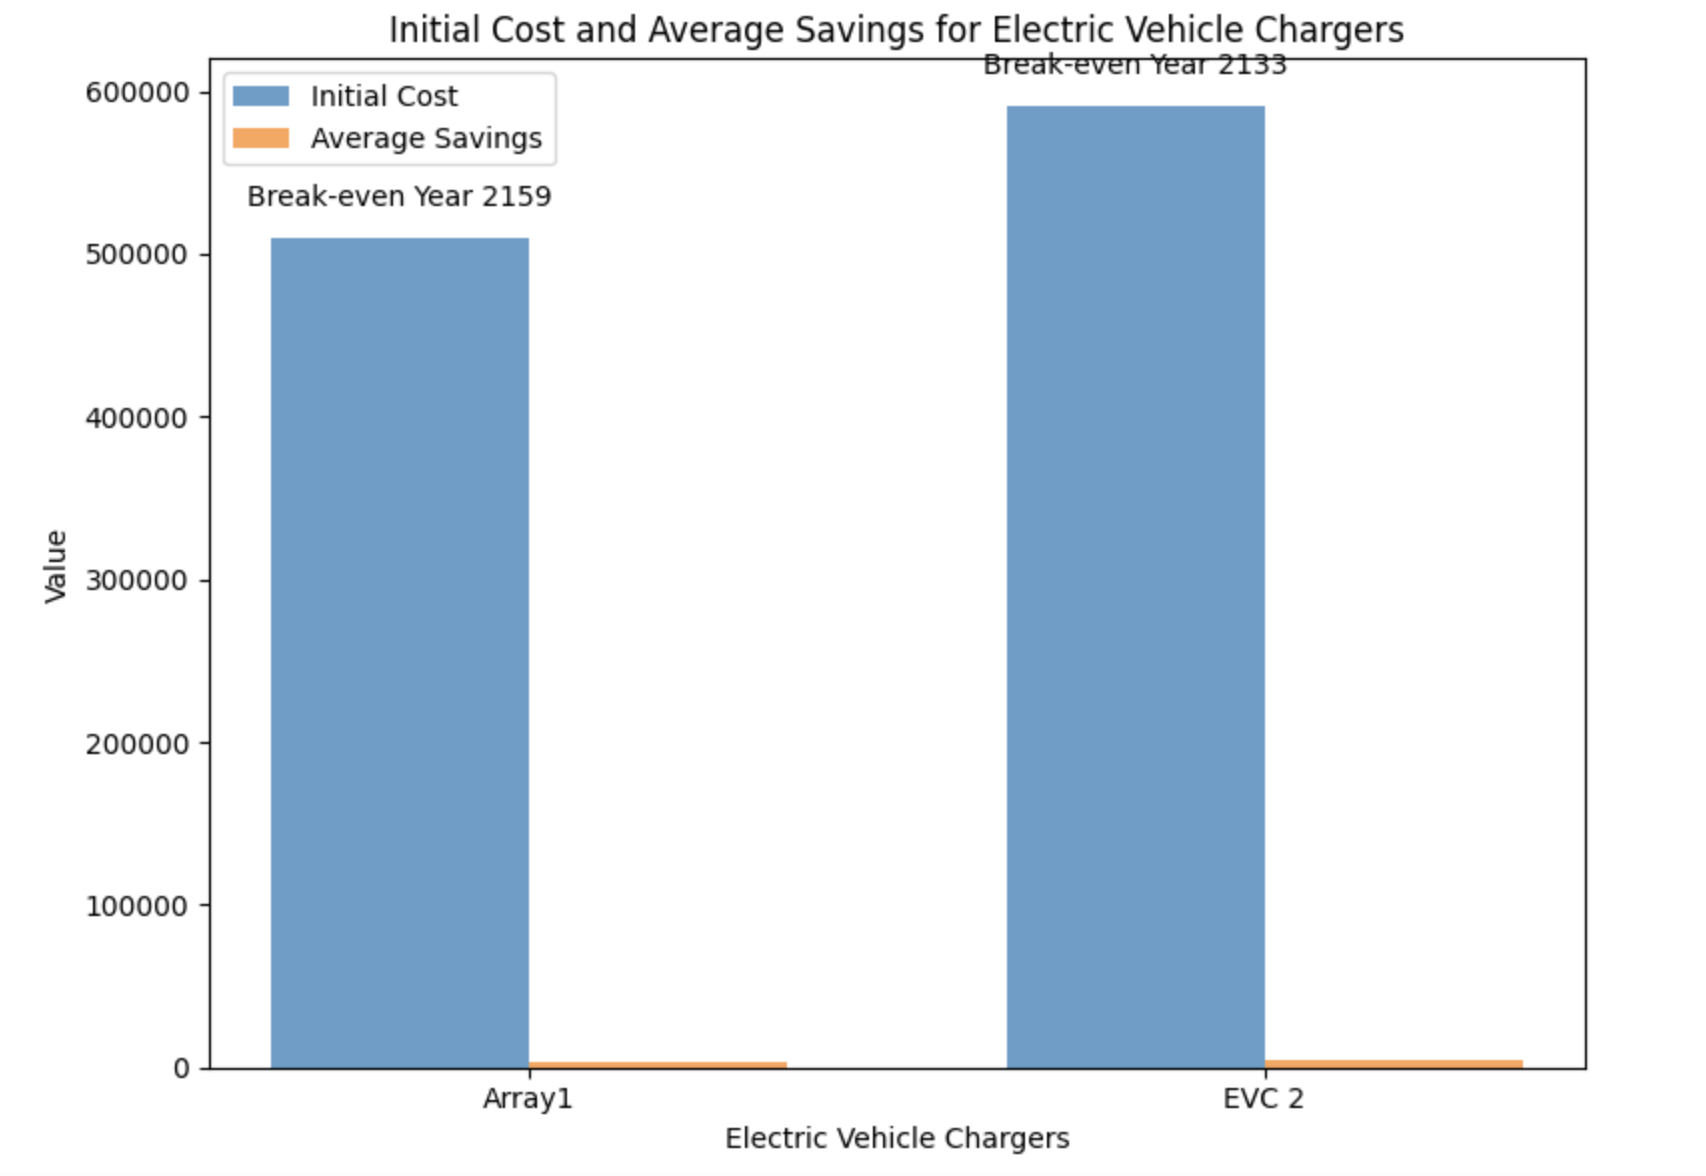 Initial Cost and Average Savings for Electric Vehicle Chargers
Break-even Year 2133
Initial Cost
Average Savings
Break-even Year 2159
600000
500000
400000
300000
200000
100000
0
Value
Array1
EVC 2
Electric Vehicle Chargers